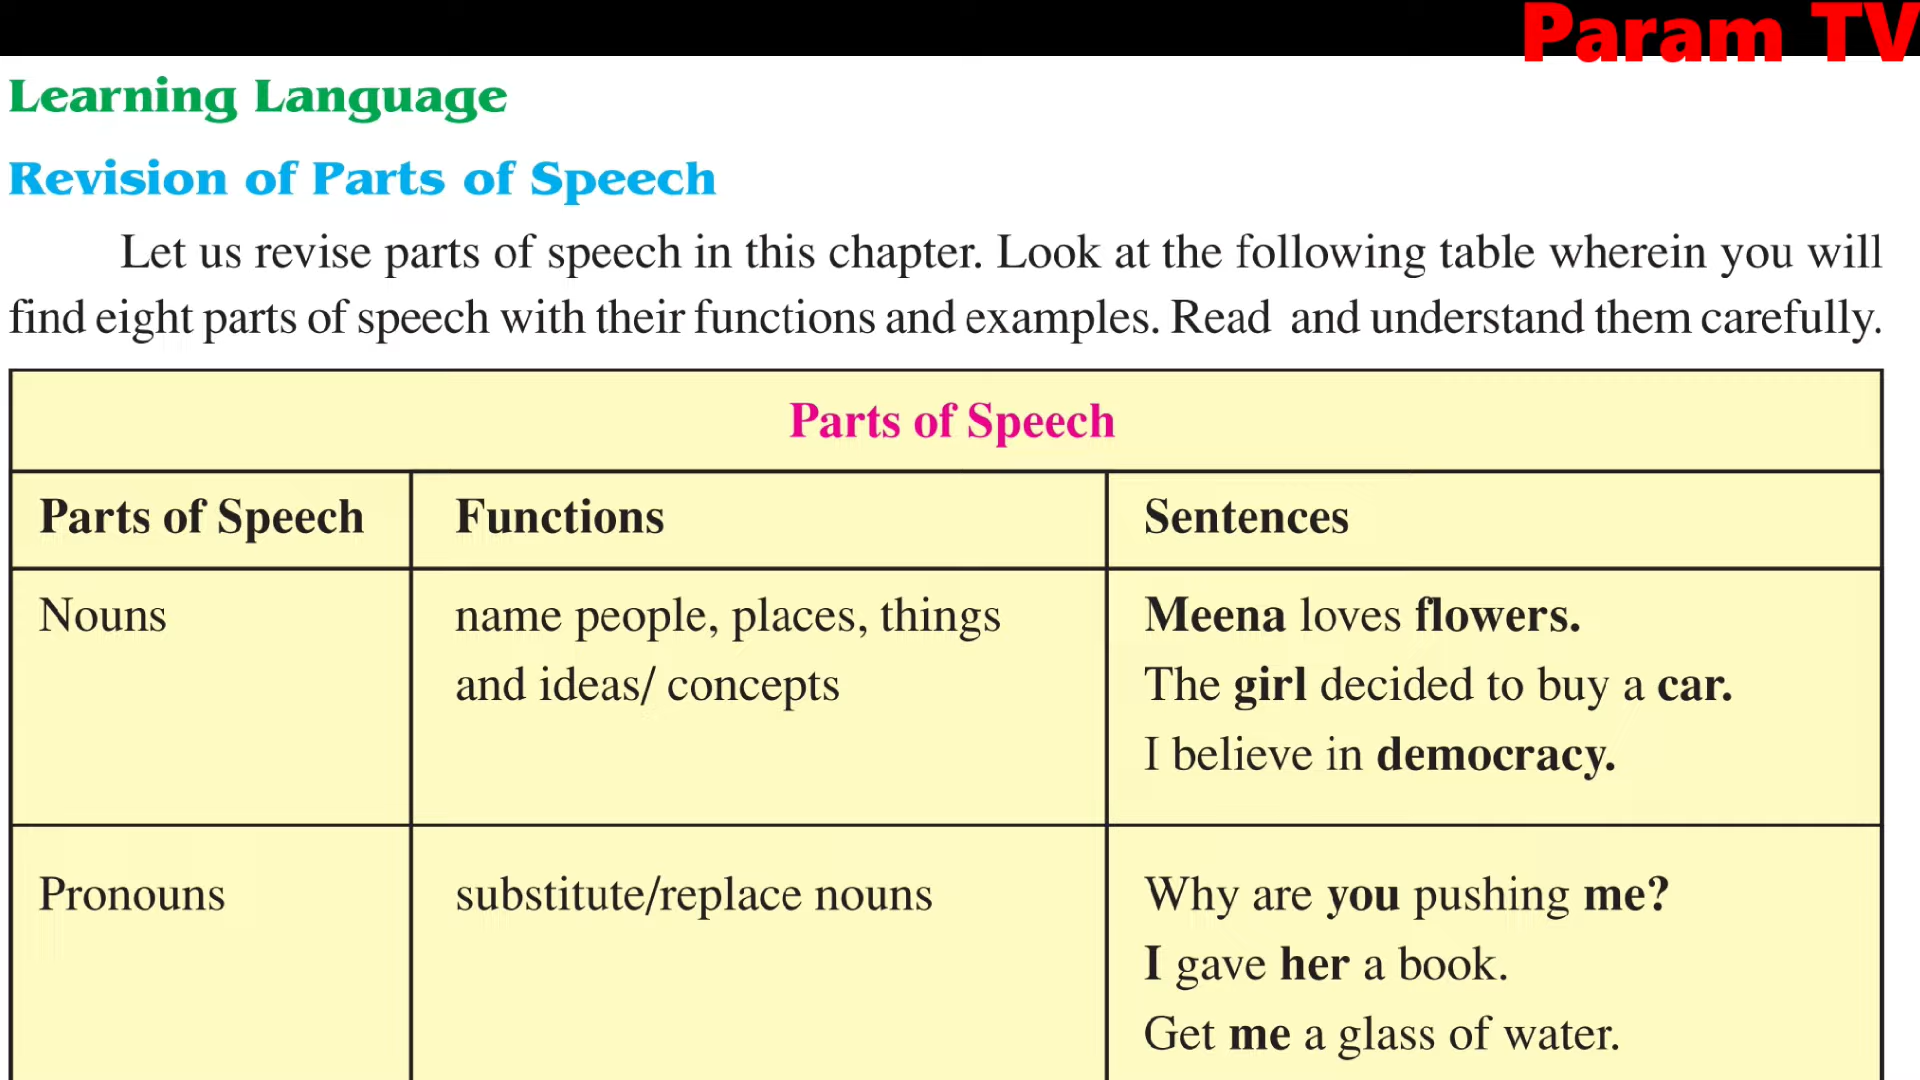 Param TV
Learning Language
Revision of Parts of Speech
Let us revise parts of speech in this chapter. Look at the following table wherein you will
find eight parts of speech with their functions and examples. Read and understand them carefully.
Parts of Speech
Parts of Speech Functions Sentences
Nouns name people, places, things Meena loves flowers.
and ideas/ concepts The girl decided to buy a car.
I believe in democracy.
Pronouns substitute/replace nouns Why are you pushing me?
I gave her a book.
Get me a glass of water.